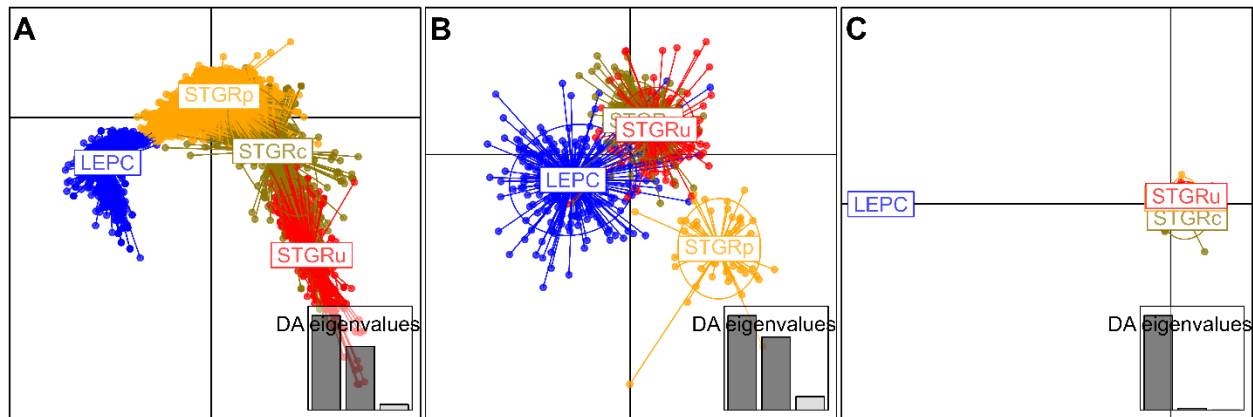 A
STGRp
LEPC
STGRc
STGRu
DA eigenvalues
B
STGRu
LEPC
STGRp
DA eigenvalues
C
LEPC
STGRu
STGRc
DA eigenvalues